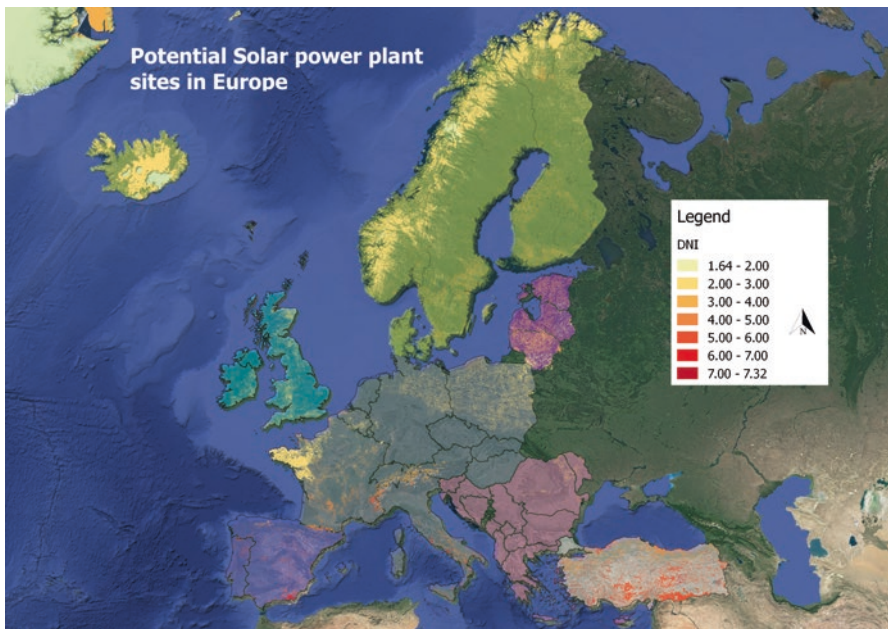 Potential Solar power plant
sites in Europe
Legend
DNI
1.64 - 2.00
2.00 - 3.00
3.00 - 4.00
4.00 - 5.00
5.00 - 6.00
6.00 - 7.00
7.00 - 7.32
N